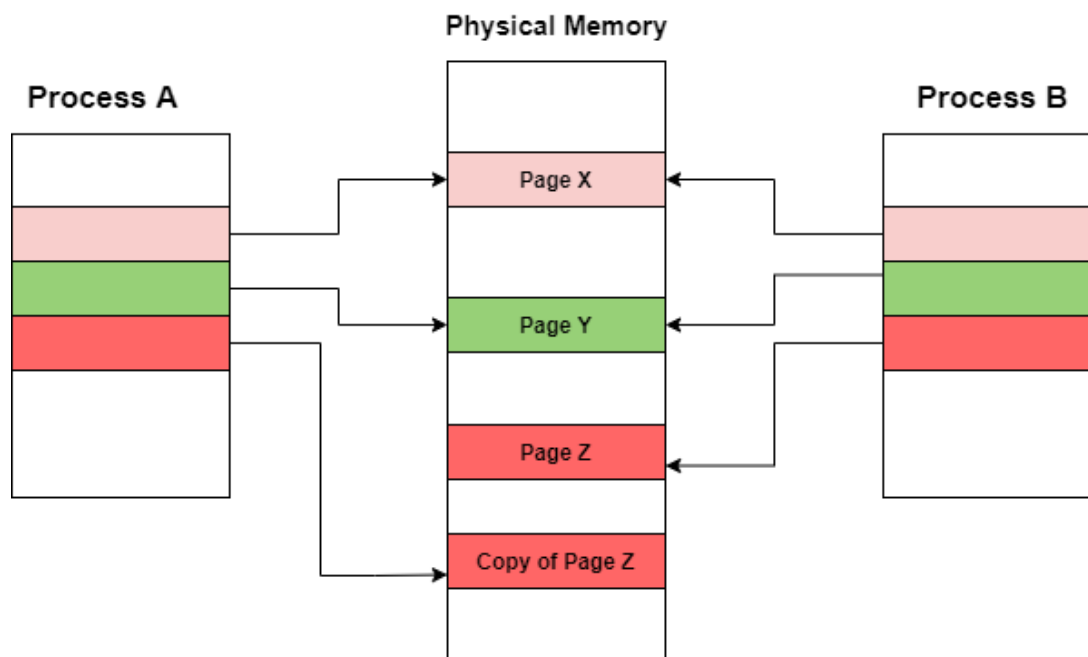 Physical Memory
Process A
Process B
Page X
Page Y
Page Z
Copy of Page Z